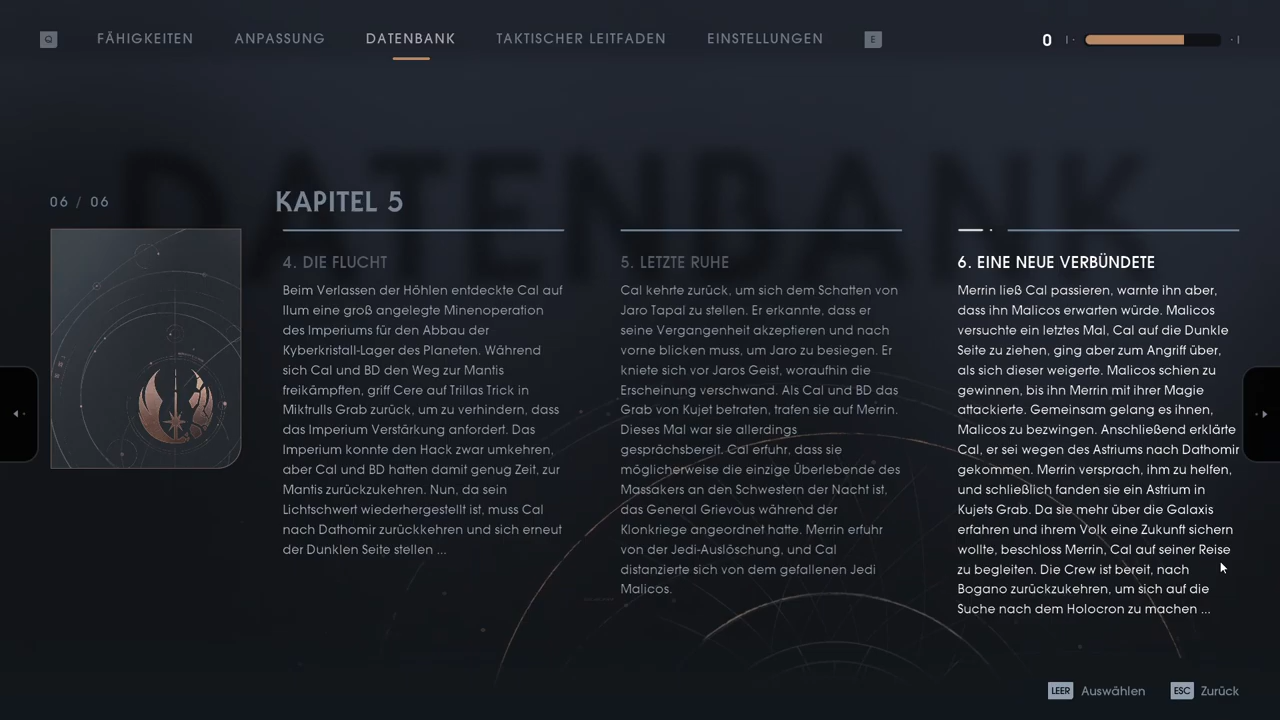 Q FÄHIGKEITEN ANPASSUNG DATENBANK TAKTISCHER LEITFADEN EINSTELLUNGEN E 0
DATENBANK
06 / 06
KAPITEL 5
4. DIE FLUCHT
Beim Verlassen der Höhlen entdeckte Cal auf
Ilum eine groß angelegte Minenoperation
des Imperiums für den Abbau der
Kyberkristall-Lager des Planeten. Während
sich Cal und BD den Weg zur Mantis
freikämpften, griff Cere auf Trillas Trick in
Miktrulls Grab zurück, um zu verhindern, dass
das Imperium Verstärkung anfordert. Das
Imperium konnte den Hack zwar umkehren,
aber Cal und BD hatten damit genug Zeit, zur
Mantis zurückzukehren. Nun, da sein
Lichtschwert wiederhergestellt ist, muss Cal
nach Dathomir zurückkehren und sich erneut
der Dunklen Seite stellen ...
5. LETZTE RUHE
Cal kehrte zurück, um sich dem Schatten von
Jaro Tapal zu stellen. Er erkannte, dass er
seine Vergangenheit akzeptieren und nach
vorne blicken muss, um Jaro zu besiegen. Er
kniete sich vor Jaros Geist, woraufhin die
Erscheinung verschwand. Als Cal und BD das
Grab von Kujet betraten, trafen sie auf Merrin.
Dieses Mal war sie allerdings
gesprächsbereit. Cal erfuhr, dass sie
möglicherweise die einzige Überlebende des
Massakers an den Schwestern der Nacht ist,
das General Grievous während der
Klonkriege angeordnet hatte. Merrin erfuhr
von der Jedi-Auslöschung, und Cal
distanzierte sich von dem gefallenen Jedi
Malicos.
6. EINE NEUE VERBÜNDETE
Merrin ließ Cal passieren, warnte ihn aber,
dass ihn Malicos erwarten würde. Malicos
versuchte ein letztes Mal, Cal auf die Dunkle
Seite zu ziehen, ging aber zum Angriff über,
als sich dieser weigerte. Malicos schien zu
gewinnen, bis ihn Merrin mit ihrer Magie
attackierte. Gemeinsam gelang es ihnen,
Malicos zu bezwingen. Anschließend erklärte
Cal, er sei wegen des Astriums nach Dathomir
gekommen. Merrin versprach, ihm zu helfen,
und schließlich fanden sie ein Astrium in
Kujets Grab. Da sie mehr über die Galaxis
erfahren und ihrem Volk eine Zukunft sichern
wollte, beschloss Merrin, Cal auf seiner Reise
zu begleiten. Die Crew ist bereit, nach
Bogano zurückzukehren, um sich auf die
Suche nach dem Holocron zu machen ...
LEER Auswählen ESC Zurück